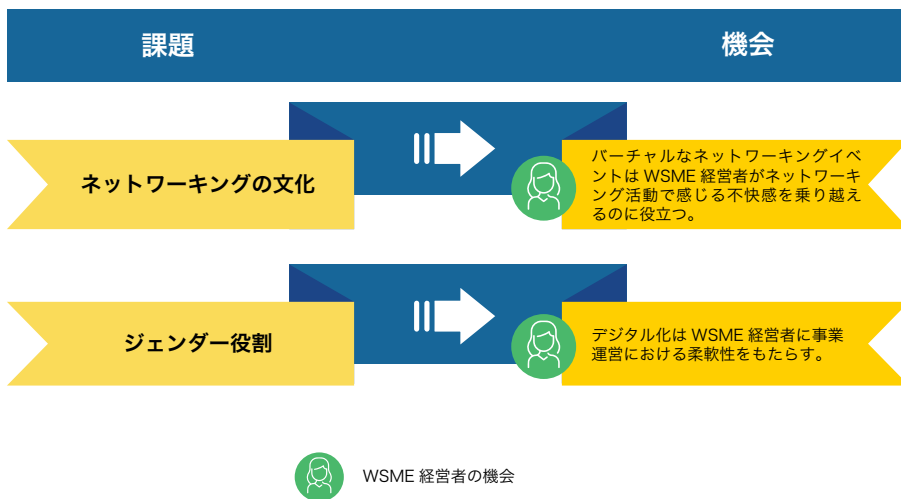 課題
機会
ネットワーキングの文化
バーチャルなネットワーキングイベ
ントは WSME 経営者がネットワーキ
ング活動で感じる不快感を乗り越え
るのに役立つ。
ジェンダー役割
デジタル化は WSME 経営者に事業
運営における柔軟性をもたらす。
WSME 経営者の機会